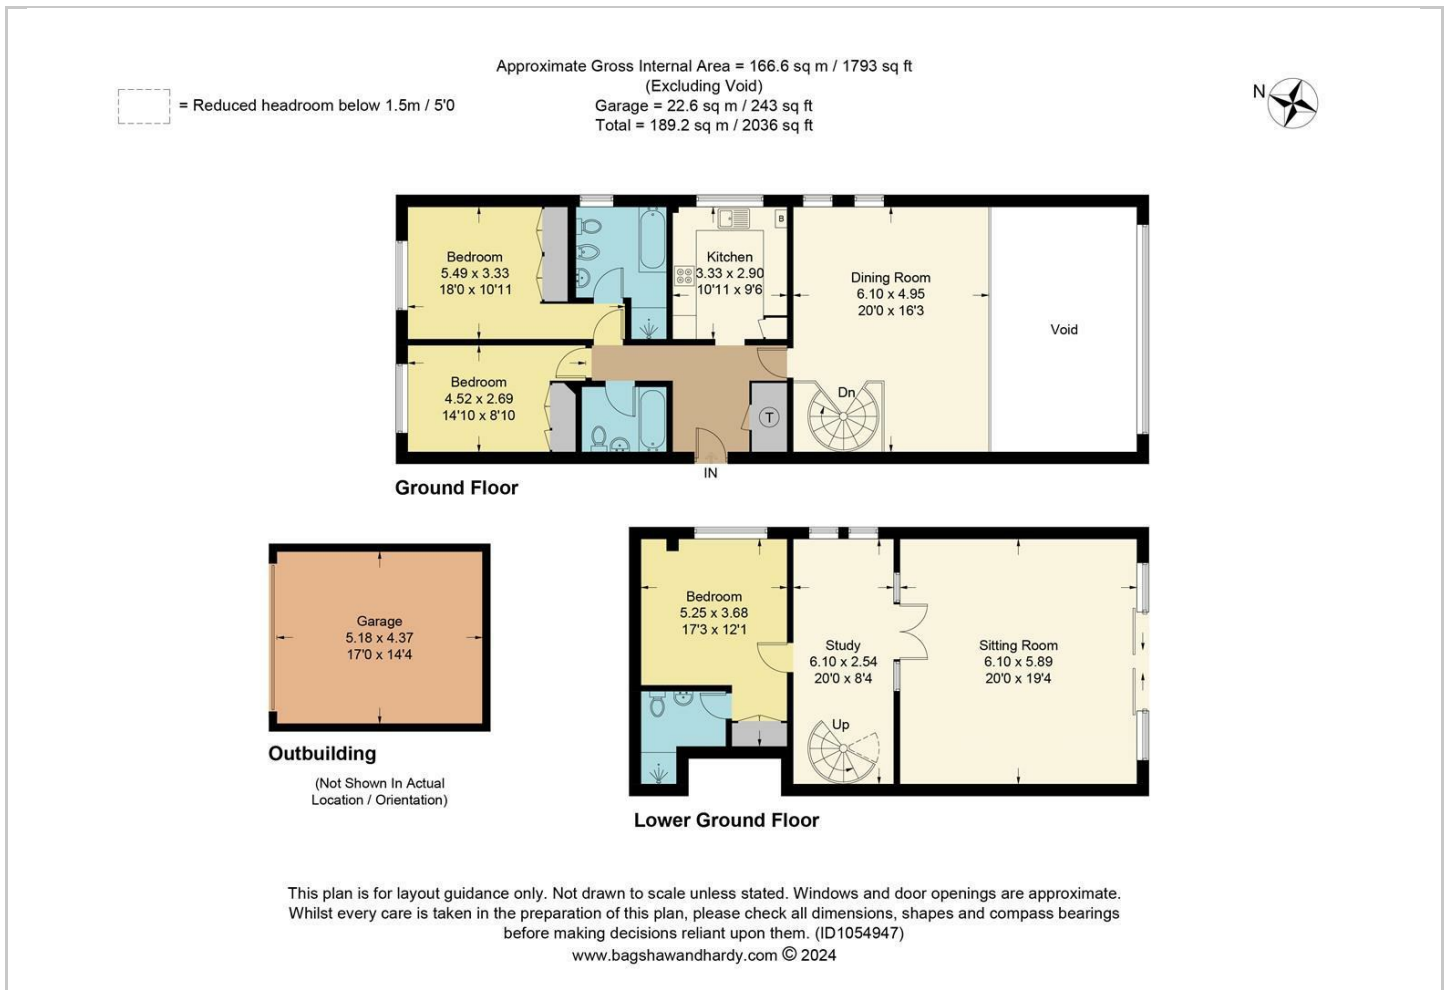 Approximate Gross Internal Area = 166.6 sq m / 1793 sq ft
(Excluding Void)
Garage = 22.6 sq m / 243 sq ft
Total = 189.2 sq m / 2036 sq ft
= Reduced headroom below 1.5m / 5'0
N
Bedroom
5.49 x 3.33
18'0 x 10'11
Kitchen
3.33 x 2.90
10'11 x 9'6
B
Dining Room
6.10 x 4.95
20'0 x 16'3
Void
Bedroom
4.52 x 2.69
14'10 x 8'10
T
Dn
IN
Ground Floor
Garage
5.18 x 4.37
17'0 x 14'4
Outbuilding
(Not Shown In Actual
Location / Orientation)
Bedroom
5.25 x 3.68
17'3 x 12'1
Study
6.10 x 2.54
20'0 x 8'4
Sitting Room
6.10 x 5.89
20'0 x 19'4
Up
Lower Ground Floor
This plan is for layout guidance only. Not drawn to scale unless stated. Windows and door openings are approximate.
Whilst every care is taken in the preparation of this plan, please check all dimensions, shapes and compass bearings
before making decisions reliant upon them. (ID1054947)
www.bagshawandhardy.com © 2024